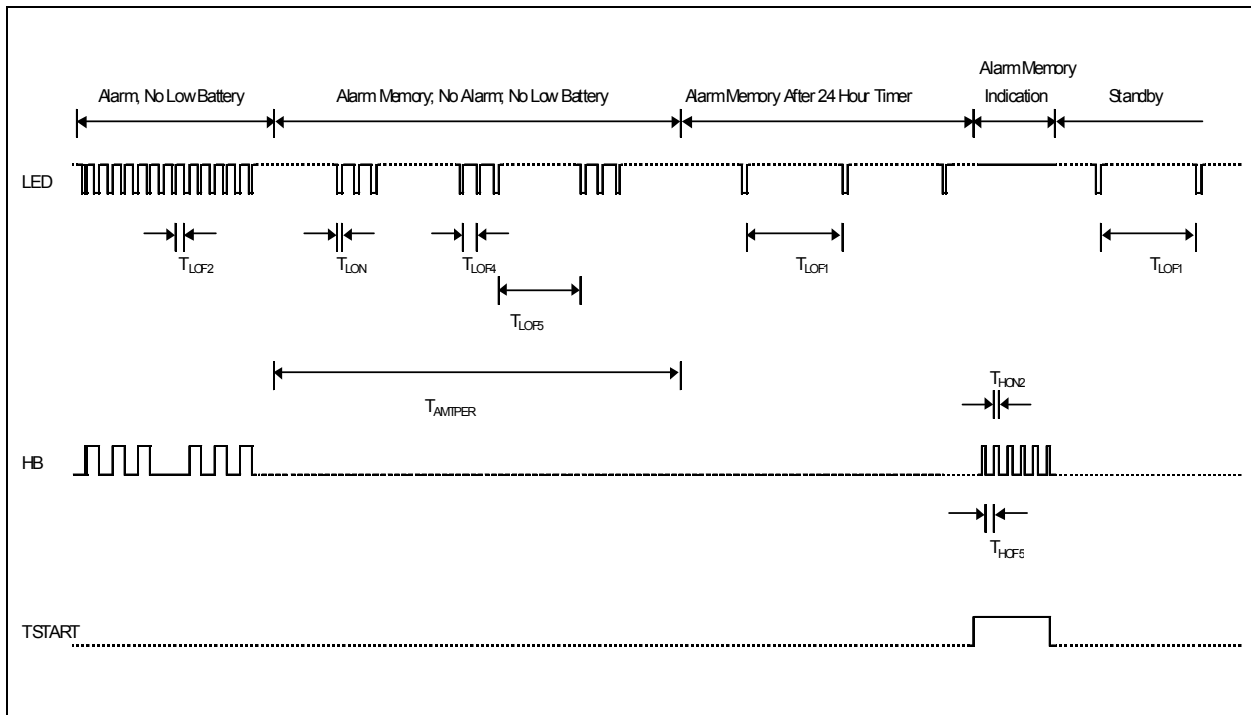 Alarm, No Low Battery
Alarm Memory; No Alarm; No Low Battery
Alarm Memory After 24 Hour Timer
Alarm Memory
Indication
Standby
LED
TLOF2
TLON
TLOF4
TLOF5
TLOF1
TLOF1
TAMTPER
THON2
HB
THOF5
TSTART